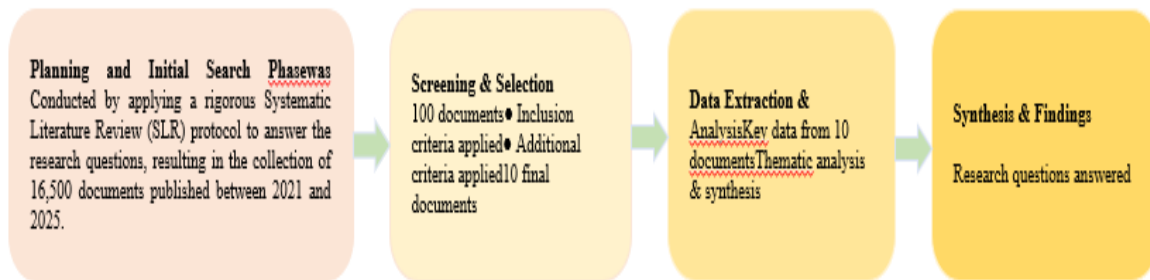 Planning and Initial Search Phasewas
Conducted by applying a rigorous Systematic
Literature Review (SLR) protocol to answer the
research questions, resulting in the collection of
16,500 documents published between 2021 and
2025.
Screening & Selection
100 documents● Inclusion
criteria applied● Additional
criteria applied10 final
documents
Data Extraction &
AnalysisKey data from 10
documentsThematic analysis
& synthesis
Synthesis & Findings
Research questions answered